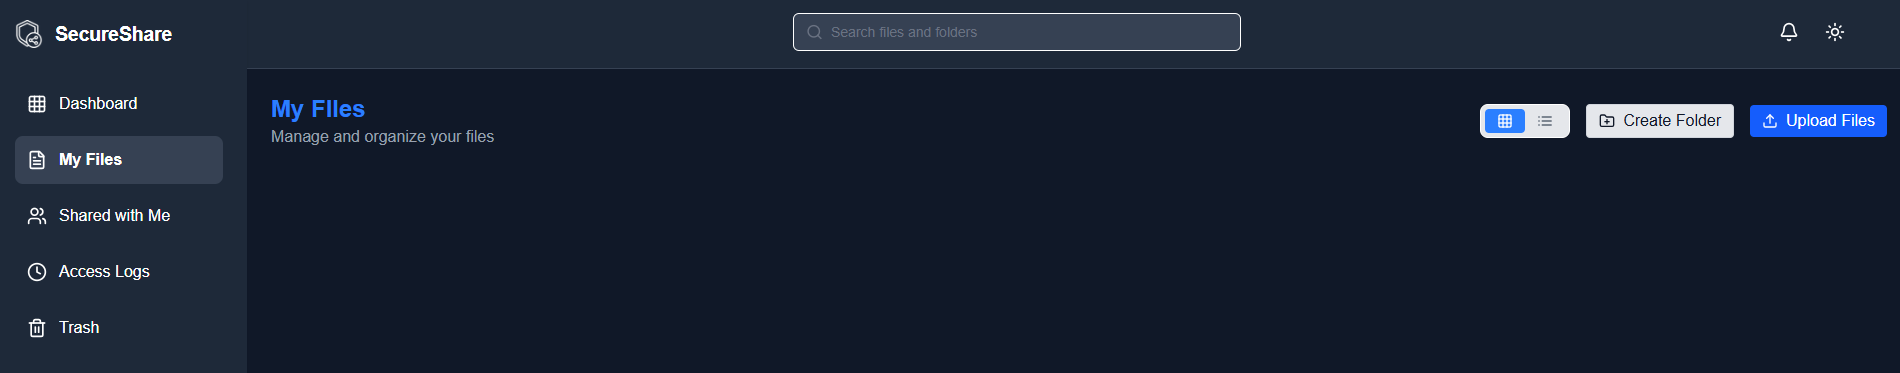 SecureShare
Search files and folders
Dashboard
My Files
Shared with Me
Access Logs
Trash
My FIles
Manage and organize your files
Create Folder
Upload Files